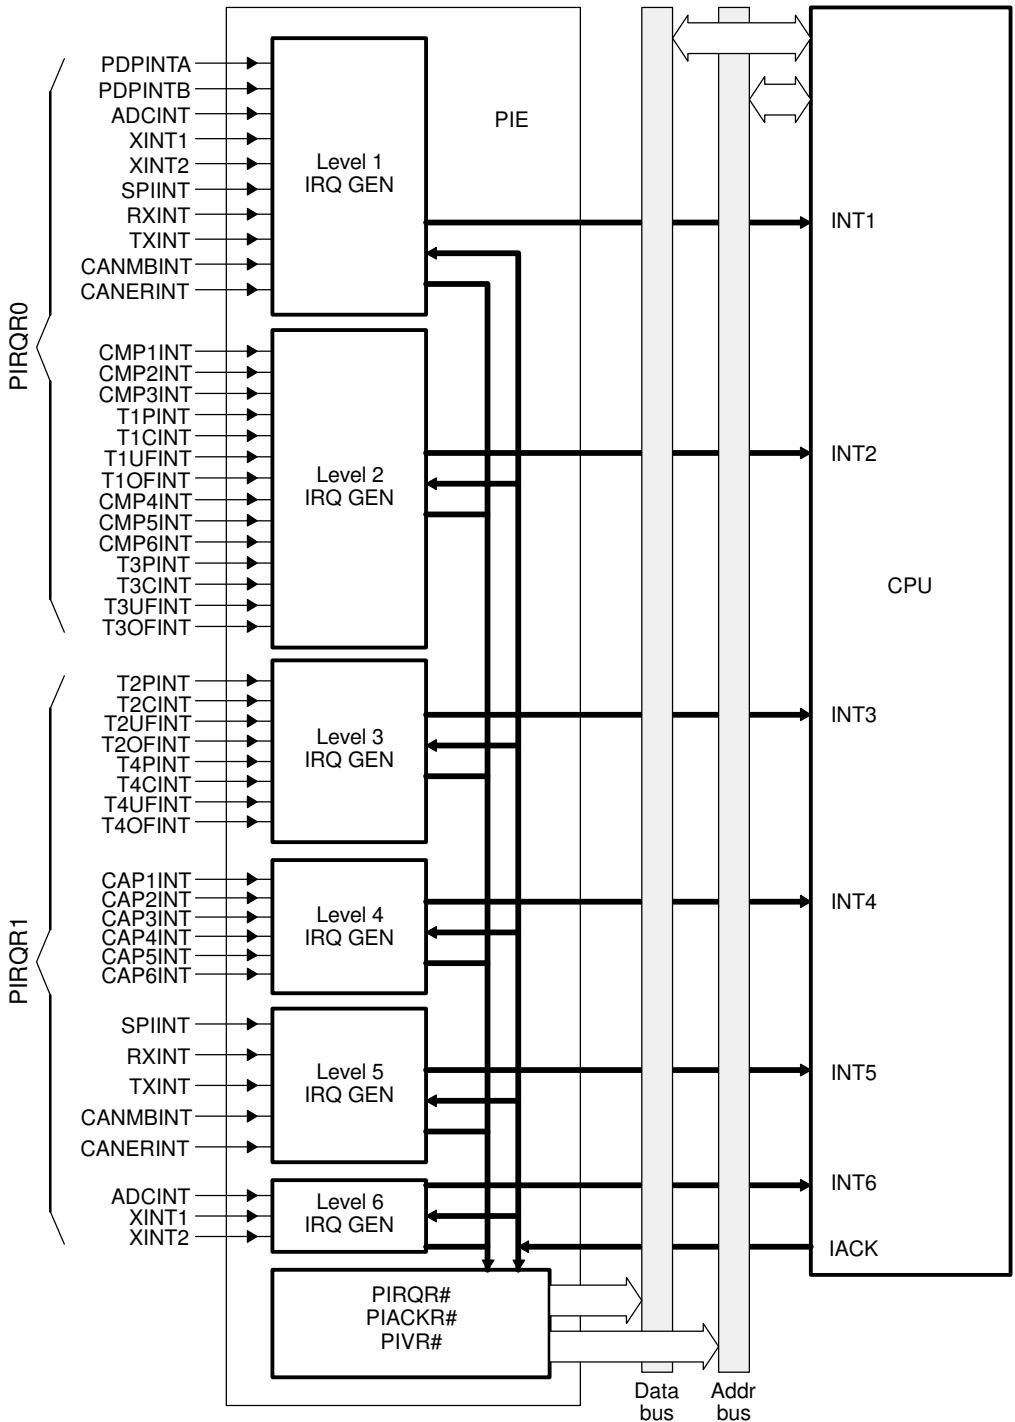 PIRQR0
PDPINTA
PDPINTB
ADCINT
XINT1
XINT2
SPIINT
RXINT
TXINT
CANMBINT
CANERINT
Level 1
IRQ GEN
PIE
INT1
CMP1INT
CMP2INT
CMP3INT
T1PINT
T1CINT
T1UFINT
T1OFINT
CMP4INT
CMP5INT
CMP6INT
T3PINT
T3CINT
T3UFINT
T3OFINT
Level 2
IRQ GEN
INT2
CPU
PIRQR1
T2PINT
T2CINT
T2UFINT
T2OFINT
T4PINT
T4CINT
T4UFINT
T4OFINT
Level 3
IRQ GEN
INT3
CAP1INT
CAP2INT
CAP3INT
CAP4INT
CAP5INT
CAP6INT
Level 4
IRQ GEN
INT4
SPIINT
RXINT
TXINT
CANMBINT
CANERINT
Level 5
IRQ GEN
INT5
ADCINT
XINT1
XINT2
Level 6
IRQ GEN
INT6
IACK
PIRQR#
PIACKR#
PIVR#
Data
bus
Addr
bus